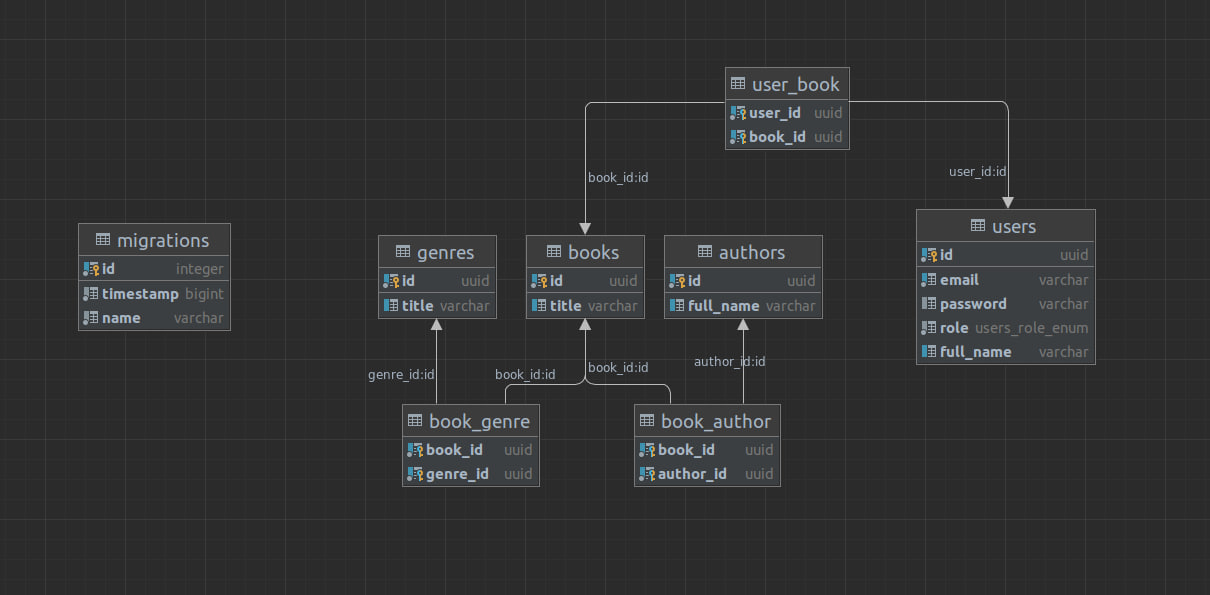 user_book
user_id uuid
book_id uuid
book_id:id
user_id:id
migrations
id integer
timestamp bigint
name varchar
genres
id uuid
title varchar
books
id uuid
title varchar
authors
id uuid
full_name varchar
users
id uuid
email varchar
password varchar
role users_role_enum
full_name varchar
genre_id:id
book_id:id
book_id:id
author_id:id
book_genre
book_id uuid
genre_id uuid
book_author
book_id uuid
author_id uuid